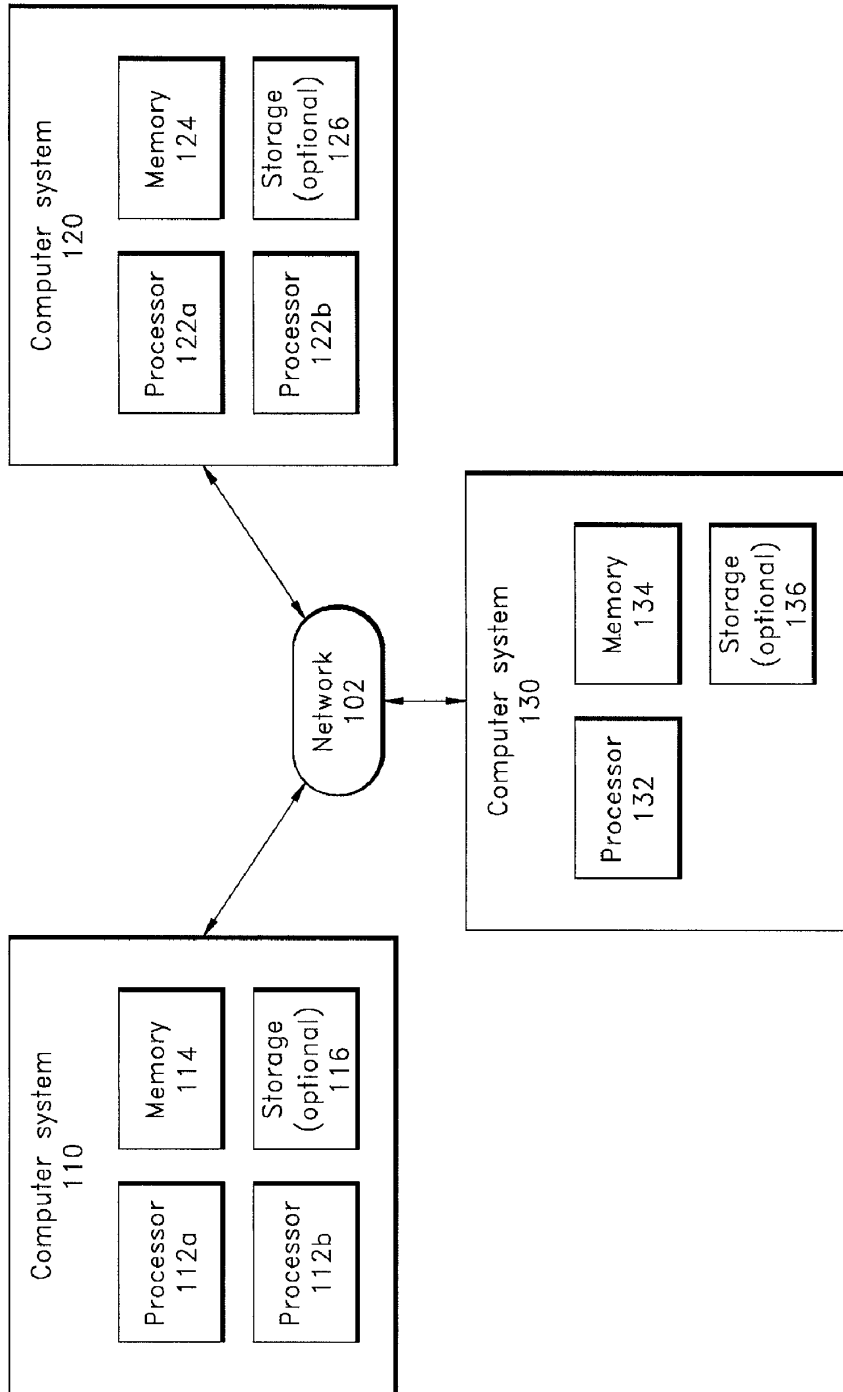 Computer system
110
Processor
112a
Memory
114
Processor
112b
Storage
(optional)
116
Network
102
Computer system
120
Processor
122a
Memory
124
Processor
122b
Storage
(optional)
126
Computer system
130
Processor
132
Memory
134
Storage
(optional)
136